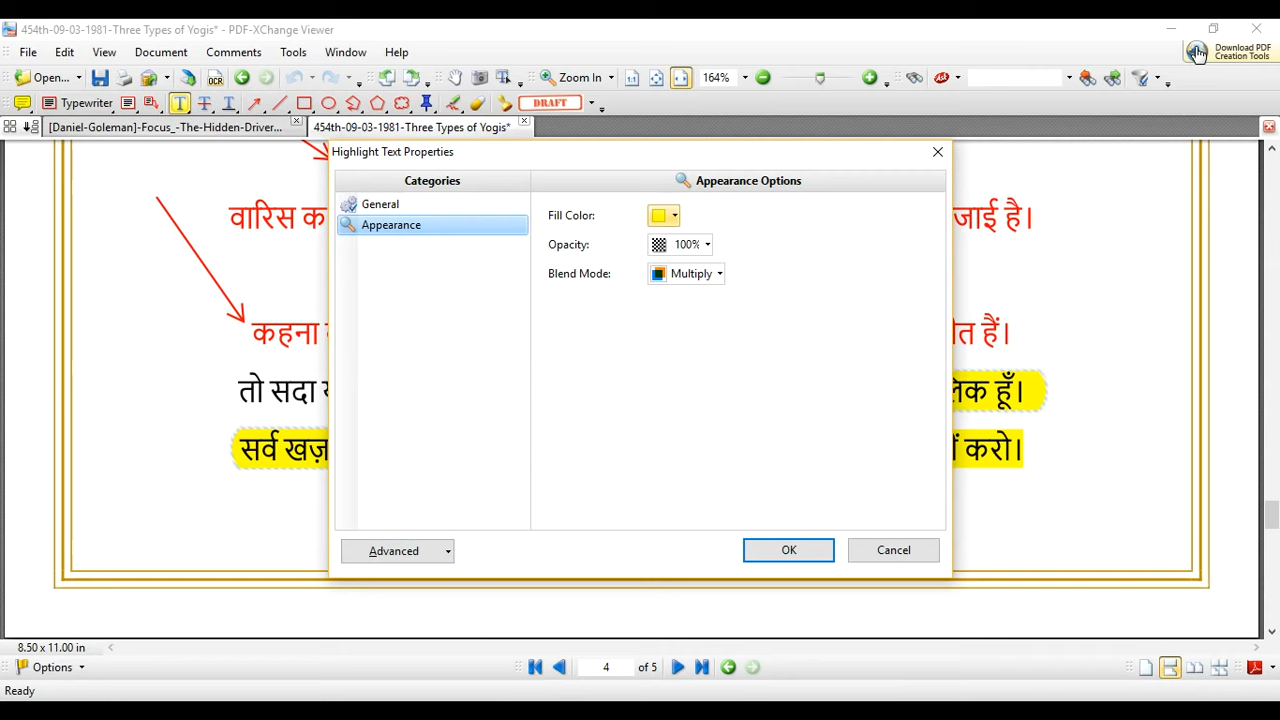 454th-09-03-1981-Three Types of Yogis* - PDF-XChange Viewer
File Edit View Document Comments Tools Window Help
Download PDF
Creation Tools
Open... OCR Zoom In 164%
Typewriter DRAFT
[Daniel-Goleman]-Focus_-The-Hidden-Driver... 454th-09-03-1981-Three Types of Yogis*
Highlight Text Properties
Categories Appearance Options
General
Appearance
Fill Color:
Opacity: 100%
Blend Mode: Multiply
वारिस जाई है।
कहना हैं।
तो सदा हूँ।
सर्व करो।
Advanced OK Cancel
8.50 x 11.00 in
Options 4 of 5
Ready